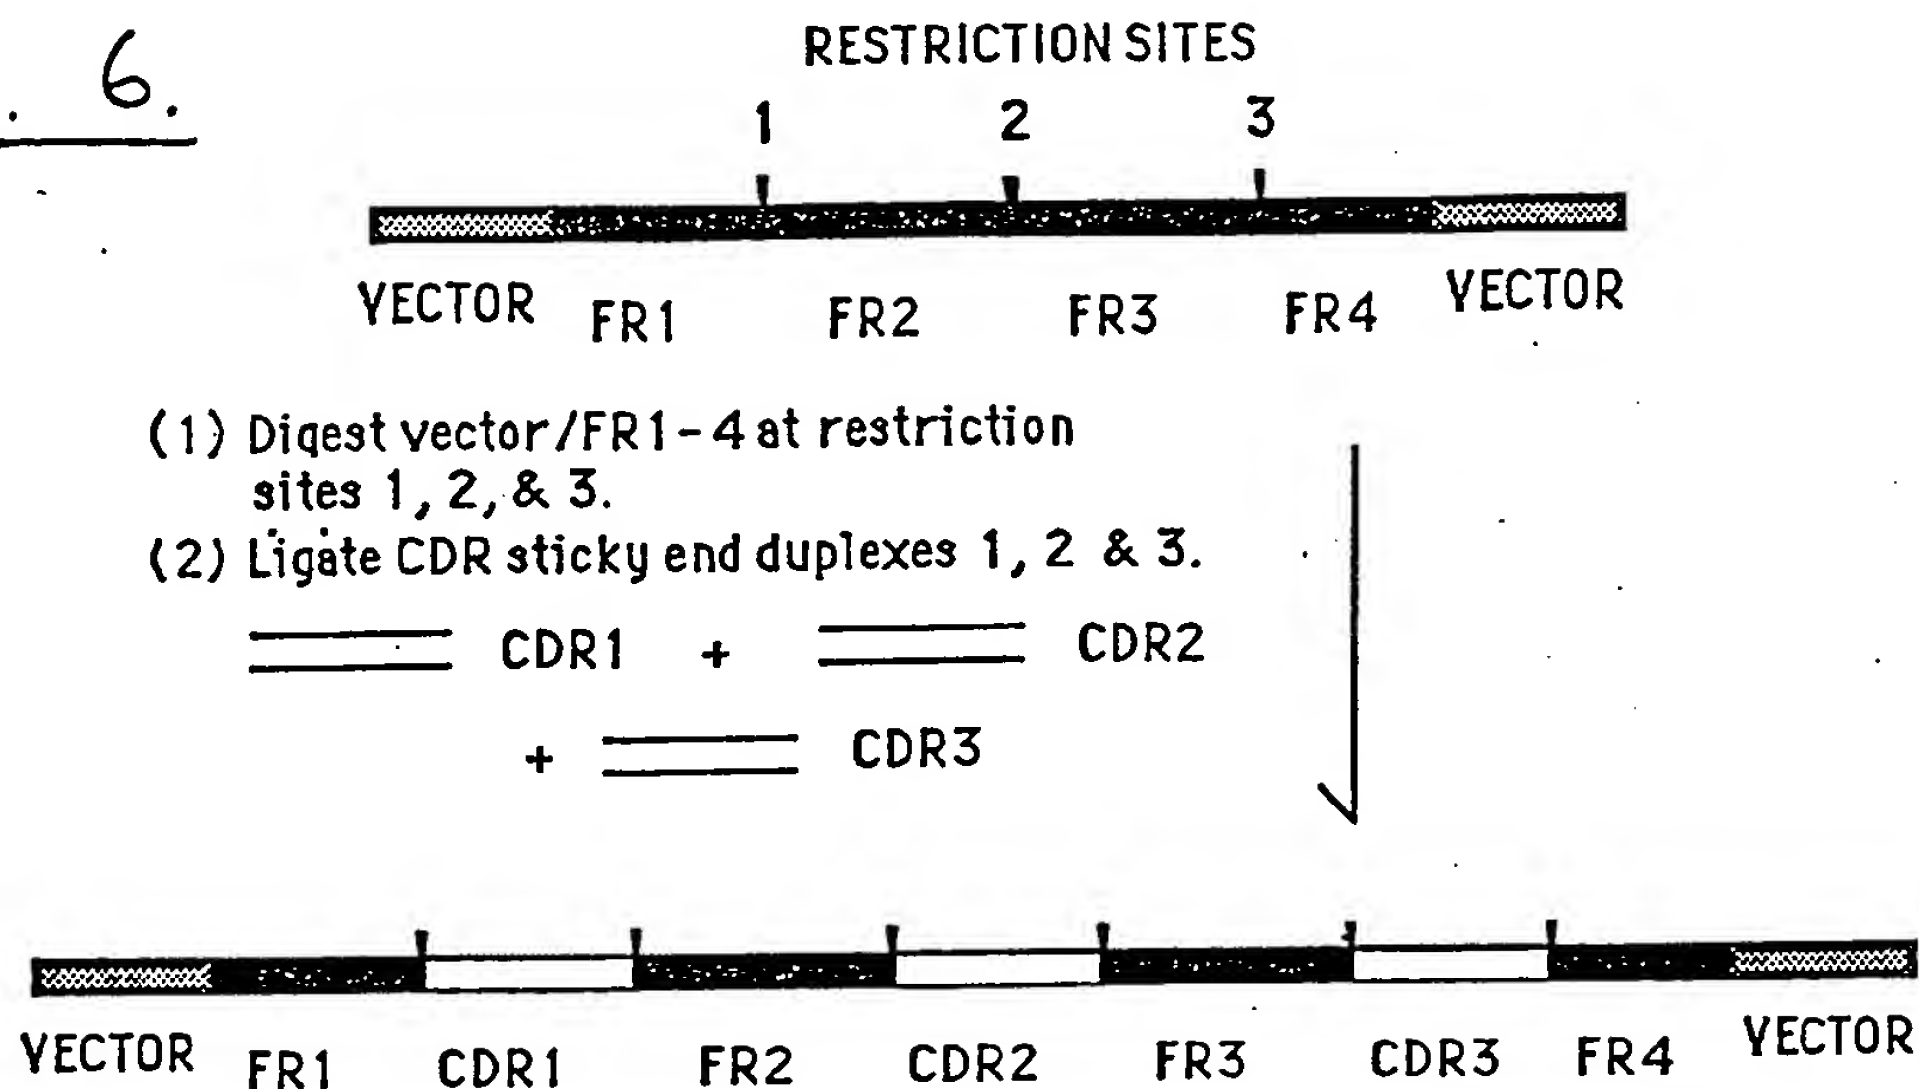 . 6.
RESTRICTION SITES
1 2 3
VECTOR FR1 FR2 FR3 FR4 VECTOR
(1) Digest vector/FR1-4 at restriction
sites 1, 2, & 3.
(2) Ligate CDR sticky end duplexes 1, 2 & 3.
CDR1 + CDR2
+ CDR3
VECTOR FR1 CDR1 FR2 CDR2 FR3 CDR3 FR4 VECTOR